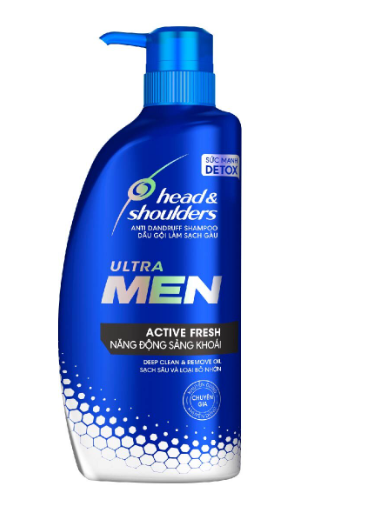 SỨC MẠNH
DETOX
head &
shoulders
ANTI DANDRUFF SHAMPOO
DẦU GỘI LÀM SẠCH GÀU
ULTRA
MEN
ACTIVE FRESH
NĂNG ĐỘNG SẢNG KHOÁI
DEEP CLEAN & REMOVE OIL
SẠCH SÂU VÀ LOẠI BỎ NHỜN
CHUYÊN
GIA